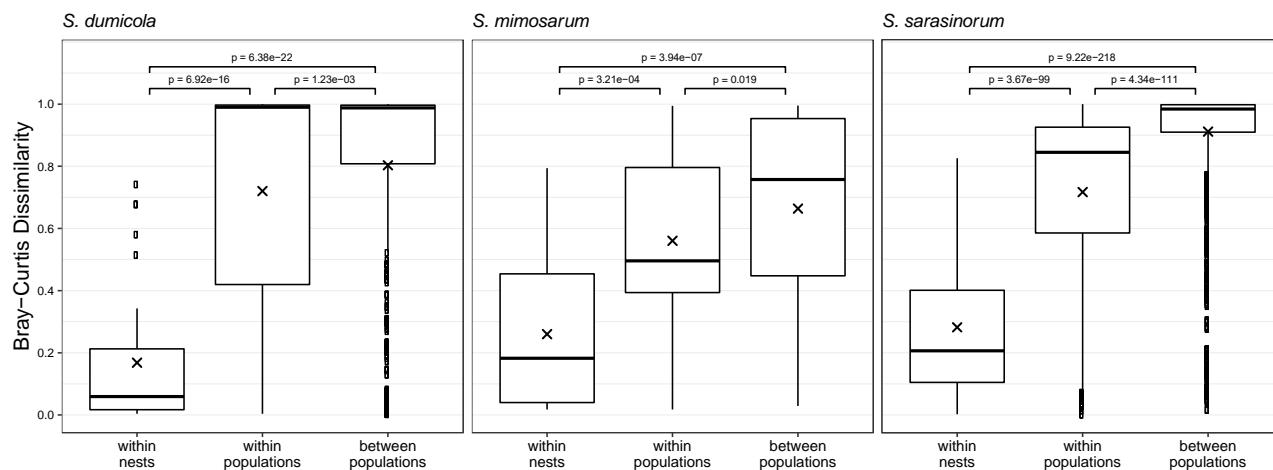 S. dumicola
S. mimosarum
S. sarasinorum
Bray−Curtis Dissimilarity
1.0
0.8
0.6
0.4
0.2
0.0
p = 6.38e−22
p = 6.92e−16
p = 1.23e−03
p = 3.94e−07
p = 3.21e−04
p = 0.019
p = 9.22e−218
p = 3.67e−99
p = 4.34e−111
within
nests
within
populations
between
populations
within
nests
within
populations
between
populations
within
nests
within
populations
between
populations